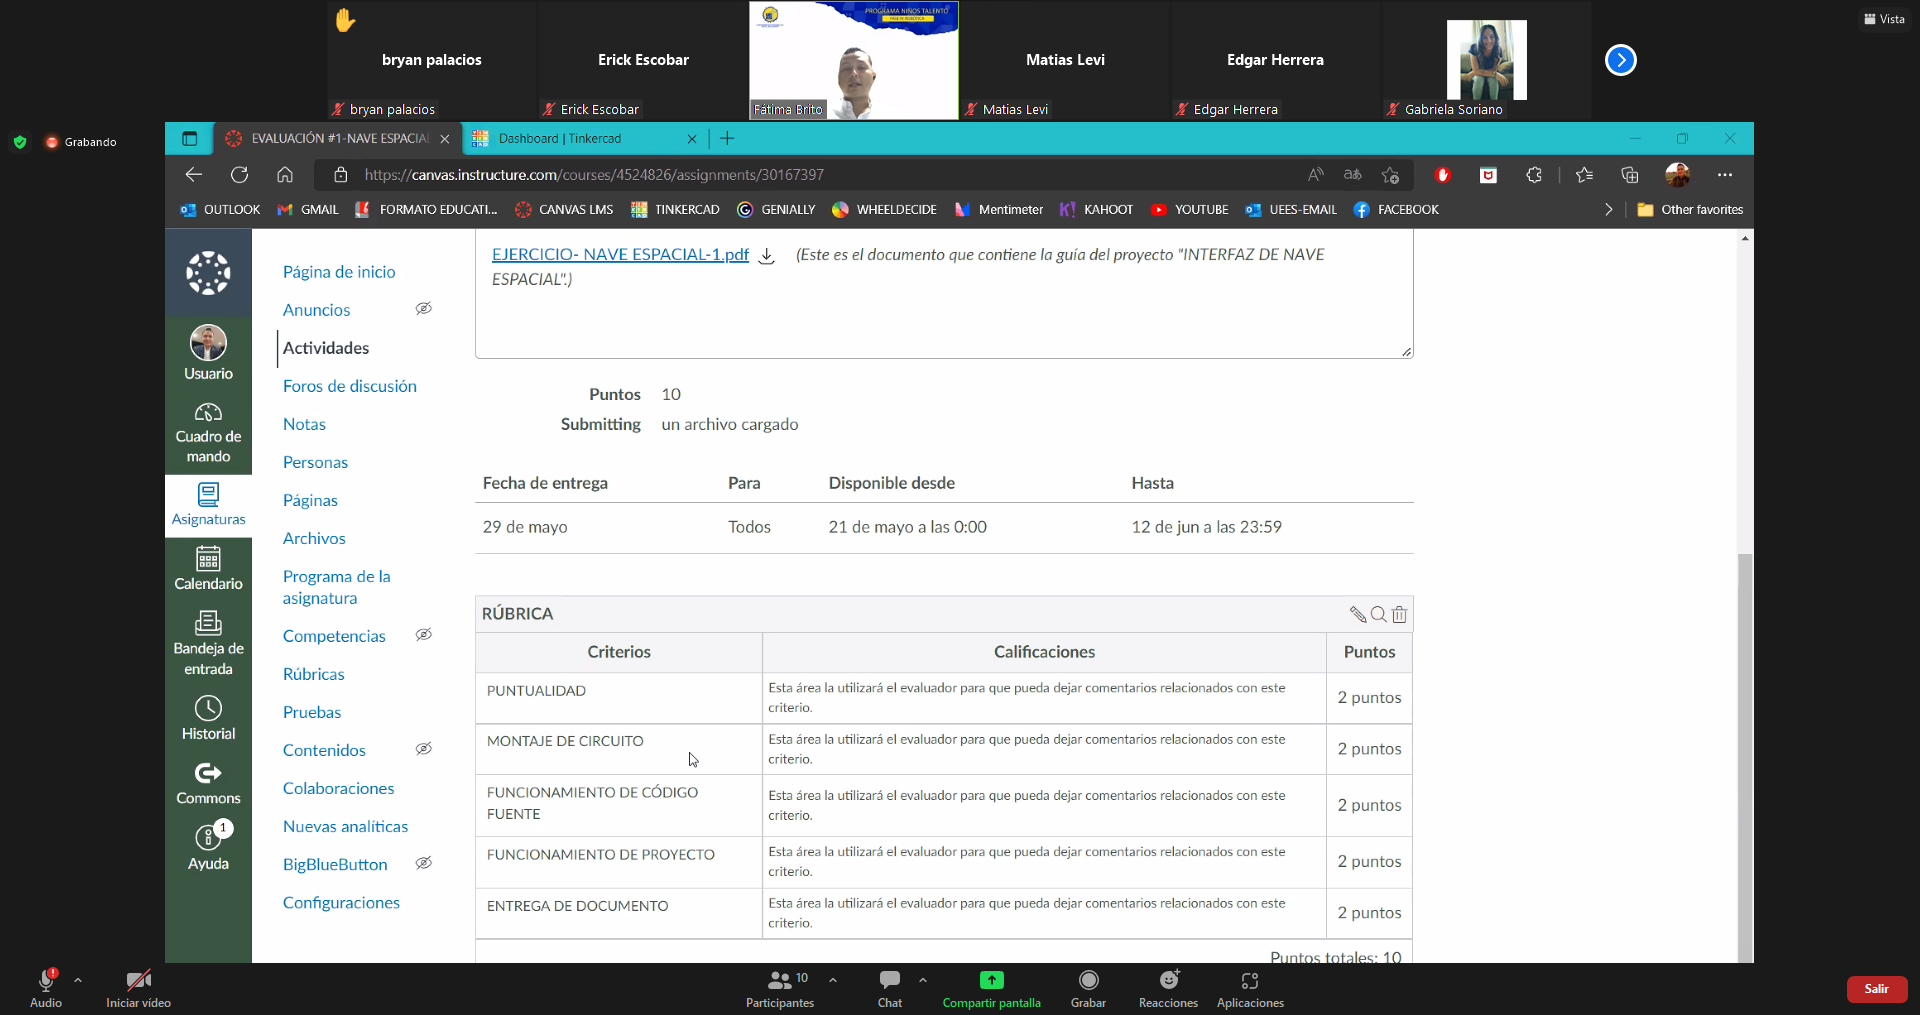 Vista
bryan palacios
Erick Escobar
PROGRAMA NIÑOS TALENTO
FASE IV: ROBÓTICA
Matias Levi
Edgar Herrera
bryan palacios
Erick Escobar
Fátima Brito
Matias Levi
Edgar Herrera
Gabriela Soriano
Grabando
EVALUACIÓN #1-NAVE ESPACIAL
Dashboard | Tinkercad
https://canvas.instructure.com/courses/4524826/assignments/30167397
OUTLOOK
GMAIL
FORMATO EDUCATI...
CANVAS LMS
TINKERCAD
GENIALLY
WHEELDECIDE
Mentimeter
KAHOOT
YOUTUBE
UEES-EMAIL
FACEBOOK
Other favorites
Usuario
Cuadro de
mando
Asignaturas
Calendario
Bandeja de
entrada
Historial
Commons
1
Ayuda
Página de inicio
Anuncios
Actividades
Foros de discusión
Notas
Personas
Páginas
Archivos
Programa de la
asignatura
Competencias
Rúbricas
Pruebas
Contenidos
Colaboraciones
Nuevas analíticas
BigBlueButton
Configuraciones
EJERCICIO- NAVE ESPACIAL-1.pdf (Este es el documento que contiene la guía del proyecto "INTERFAZ DE NAVE
ESPACIAL".)
Puntos 10
Submitting un archivo cargado
Fecha de entrega Para Disponible desde Hasta
29 de mayo Todos 21 de mayo a las 0:00 12 de jun a las 23:59
RÚBRICA
Criterios Calificaciones Puntos
PUNTUALIDAD
Esta área la utilizará el evaluador para que pueda dejar comentarios relacionados con este
criterio.
2 puntos
MONTAJE DE CIRCUITO
Esta área la utilizará el evaluador para que pueda dejar comentarios relacionados con este
criterio.
2 puntos
FUNCIONAMIENTO DE CÓDIGO
FUENTE
Esta área la utilizará el evaluador para que pueda dejar comentarios relacionados con este
criterio.
2 puntos
FUNCIONAMIENTO DE PROYECTO
Esta área la utilizará el evaluador para que pueda dejar comentarios relacionados con este
criterio.
2 puntos
ENTREGA DE DOCUMENTO
Esta área la utilizará el evaluador para que pueda dejar comentarios relacionados con este
criterio.
2 puntos
Puntos totales: 10
Audio
Iniciar vídeo
10
Participantes
Chat
Compartir pantalla
Grabar
Reacciones
Aplicaciones
Salir